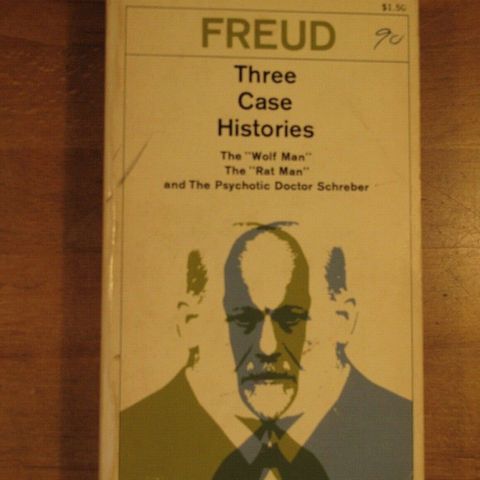 $1.50
FREUD
90
Three
Case
Histories
The "Wolf Man"
The "Rat Man"
and The Psychotic Doctor Schreber